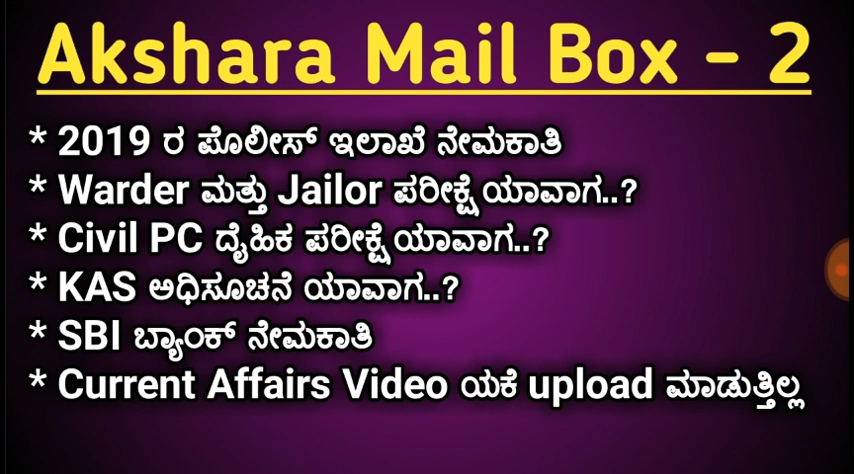 Akshara Mail Box - 2
* 2019 ರ ಪೊಲೀಸ್ ಇಲಾಖೆ ನೇಮಕಾತಿ
* Warder ಮತ್ತು Jailor ಪರೀಕ್ಷೆ ಯಾವಾಗ..?
* Civil PC ದೈಹಿಕ ಪರೀಕ್ಷೆ ಯಾವಾಗ..?
* KAS ಅಧಿಸೂಚನೆ ಯಾವಾಗ..?
* SBI ಬ್ಯಾಂಕ್ ನೇಮಕಾತಿ
* Current Affairs Video ಯಕೆ upload ಮಾಡುತ್ತಿಲ್ಲ